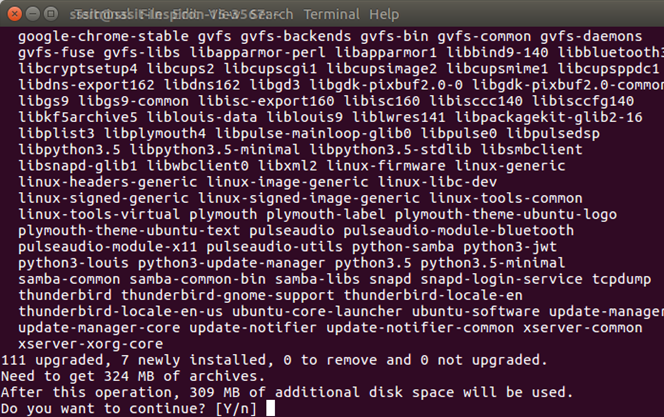 Terminal File Edit View Search Terminal Help
google-chrome-stable gvfs gvfs-backends gvfs-bin gvfs-common gvfs-daemons
gvfs-fuse gvfs-libs libapparmor-perl libapparmor1 libbind9-140 libbluetooth3
libcryptsetup4 libcups2 libcupscgi1 libcupsimage2 libcupsmime1 libcupsppdc1
libdns-export162 libdns162 libgd3 libgdk-pixbuf2.0-0 libgdk-pixbuf2.0-common
libgs9 libgs9-common libisc-export160 libisc160 libisccc140 libisccfg140
libkf5archive5 liblouis-data liblouis9 liblwres141 libpackagekit-glib2-16
libplist3 libplymouth4 libpulse-mainloop-glib0 libpulse0 libpulsedsp
libpython3.5 libpython3.5-minimal libpython3.5-stdlib libsmbclient
libsnapd-glib1 libwbclient0 libxml2 linux-firmware linux-generic
linux-headers-generic linux-image-generic linux-libc-dev
linux-signed-generic linux-signed-image-generic linux-tools-common
linux-tools-virtual plymouth plymouth-label plymouth-theme-ubuntu-logo
plymouth-theme-ubuntu-text pulseaudio pulseaudio-module-bluetooth
pulseaudio-module-x11 pulseaudio-utils python-samba python3-jwt
python3-louis python3-update-manager python3.5 python3.5-minimal
samba-common samba-common-bin samba-libs snapd snapd-login-service tcpdump
thunderbird thunderbird-gnome-support thunderbird-locale-en
thunderbird-locale-en-us ubuntu-core-launcher ubuntu-software update-manager
update-manager-core update-notifier update-notifier-common xserver-common
xserver-xorg-core
111 upgraded, 7 newly installed, 0 to remove and 0 not upgraded.
Need to get 324 MB of archives.
After this operation, 309 MB of additional disk space will be used.
Do you want to continue? [Y/n]